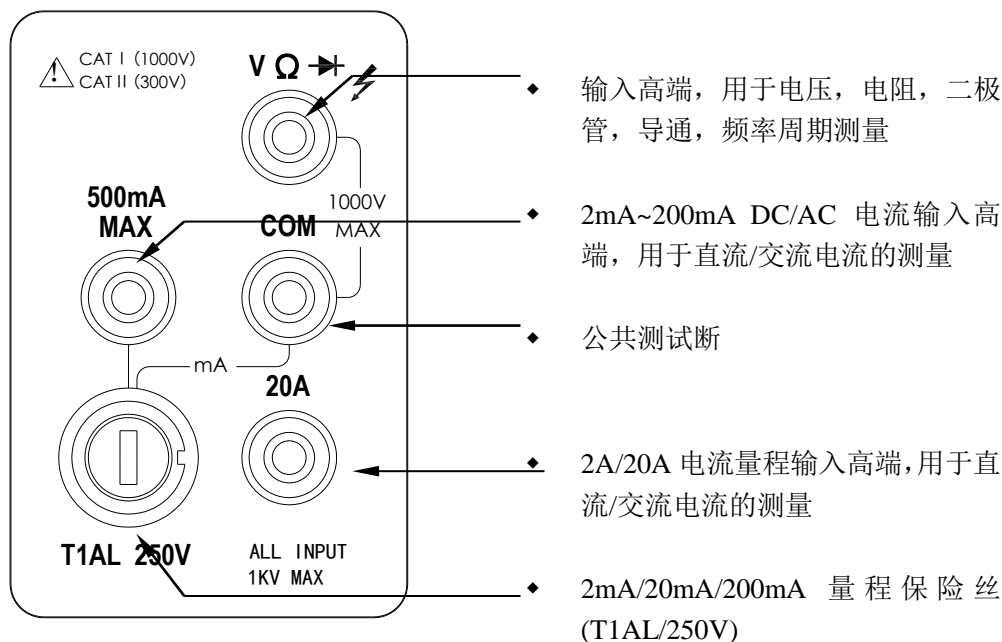 CAT I (1000V)
CAT II (300V)
V Ω
500mA
MAX
COM
1000V
MAX
mA
20A
T1AL 250V
ALL INPUT
1KV MAX
◆ 输入高端，用于电压，电阻，二极
管，导通，频率周期测量
◆ 2mA~200mA DC/AC 电流输入高
端，用于直流/交流电流的测量
◆ 公共测试断
◆ 2A/20A 电流量程输入高端，用于直
流/交流电流的测量
◆ 2mA/20mA/200mA 量程保险丝
(T1AL/250V)